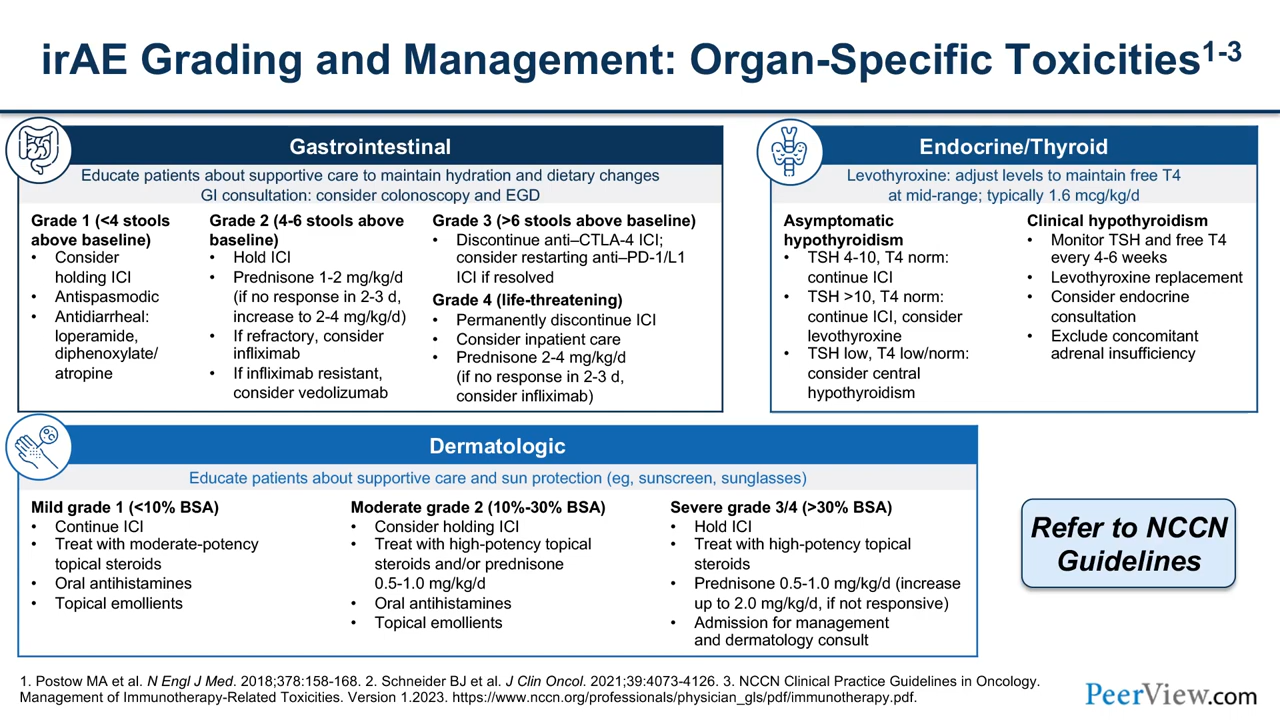 irAE Grading and Management: Organ-Specific Toxicities1-3
Gastrointestinal
Educate patients about supportive care to maintain hydration and dietary changes
GI consultation: consider colonoscopy and EGD
Grade 1 (<4 stools
above baseline)
• Consider
holding ICI
• Antispasmodic
• Antidiarrheal:
loperamide,
diphenoxylate/
atropine
Grade 2 (4-6 stools above
baseline)
• Hold ICI
• Prednisone 1-2 mg/kg/d
(if no response in 2-3 d,
increase to 2-4 mg/kg/d)
• If refractory, consider
infliximab
• If infliximab resistant,
consider vedolizumab
Grade 3 (>6 stools above baseline)
• Discontinue anti–CTLA-4 ICI;
consider restarting anti–PD-1/L1
ICI if resolved
Grade 4 (life-threatening)
• Permanently discontinue ICI
• Consider inpatient care
• Prednisone 2-4 mg/kg/d
(if no response in 2-3 d,
consider infliximab)
Endocrine/Thyroid
Levothyroxine: adjust levels to maintain free T4
at mid-range; typically 1.6 mcg/kg/d
Asymptomatic
hypothyroidism
• TSH 4-10, T4 norm:
continue ICI
• TSH >10, T4 norm:
continue ICI, consider
levothyroxine
• TSH low, T4 low/norm:
consider central
hypothyroidism
Clinical hypothyroidism
• Monitor TSH and free T4
every 4-6 weeks
• Levothyroxine replacement
• Consider endocrine
consultation
• Exclude concomitant
adrenal insufficiency
Dermatologic
Educate patients about supportive care and sun protection (eg, sunscreen, sunglasses)
Mild grade 1 (<10% BSA)
• Continue ICI
• Treat with moderate-potency
topical steroids
• Oral antihistamines
• Topical emollients
Moderate grade 2 (10%-30% BSA)
• Consider holding ICI
• Treat with high-potency topical
steroids and/or prednisone
0.5-1.0 mg/kg/d
• Oral antihistamines
• Topical emollients
Severe grade 3/4 (>30% BSA)
• Hold ICI
• Treat with high-potency topical
steroids
• Prednisone 0.5-1.0 mg/kg/d (increase
up to 2.0 mg/kg/d, if not responsive)
• Admission for management
and dermatology consult
Refer to NCCN
Guidelines
1. Postow MA et al. N Engl J Med. 2018;378:158-168. 2. Schneider BJ et al. J Clin Oncol. 2021;39:4073-4126. 3. NCCN Clinical Practice Guidelines in Oncology.
Management of Immunotherapy-Related Toxicities. Version 1.2023. https://www.nccn.org/professionals/physician_gls/pdf/immunotherapy.pdf.
PeerView.com